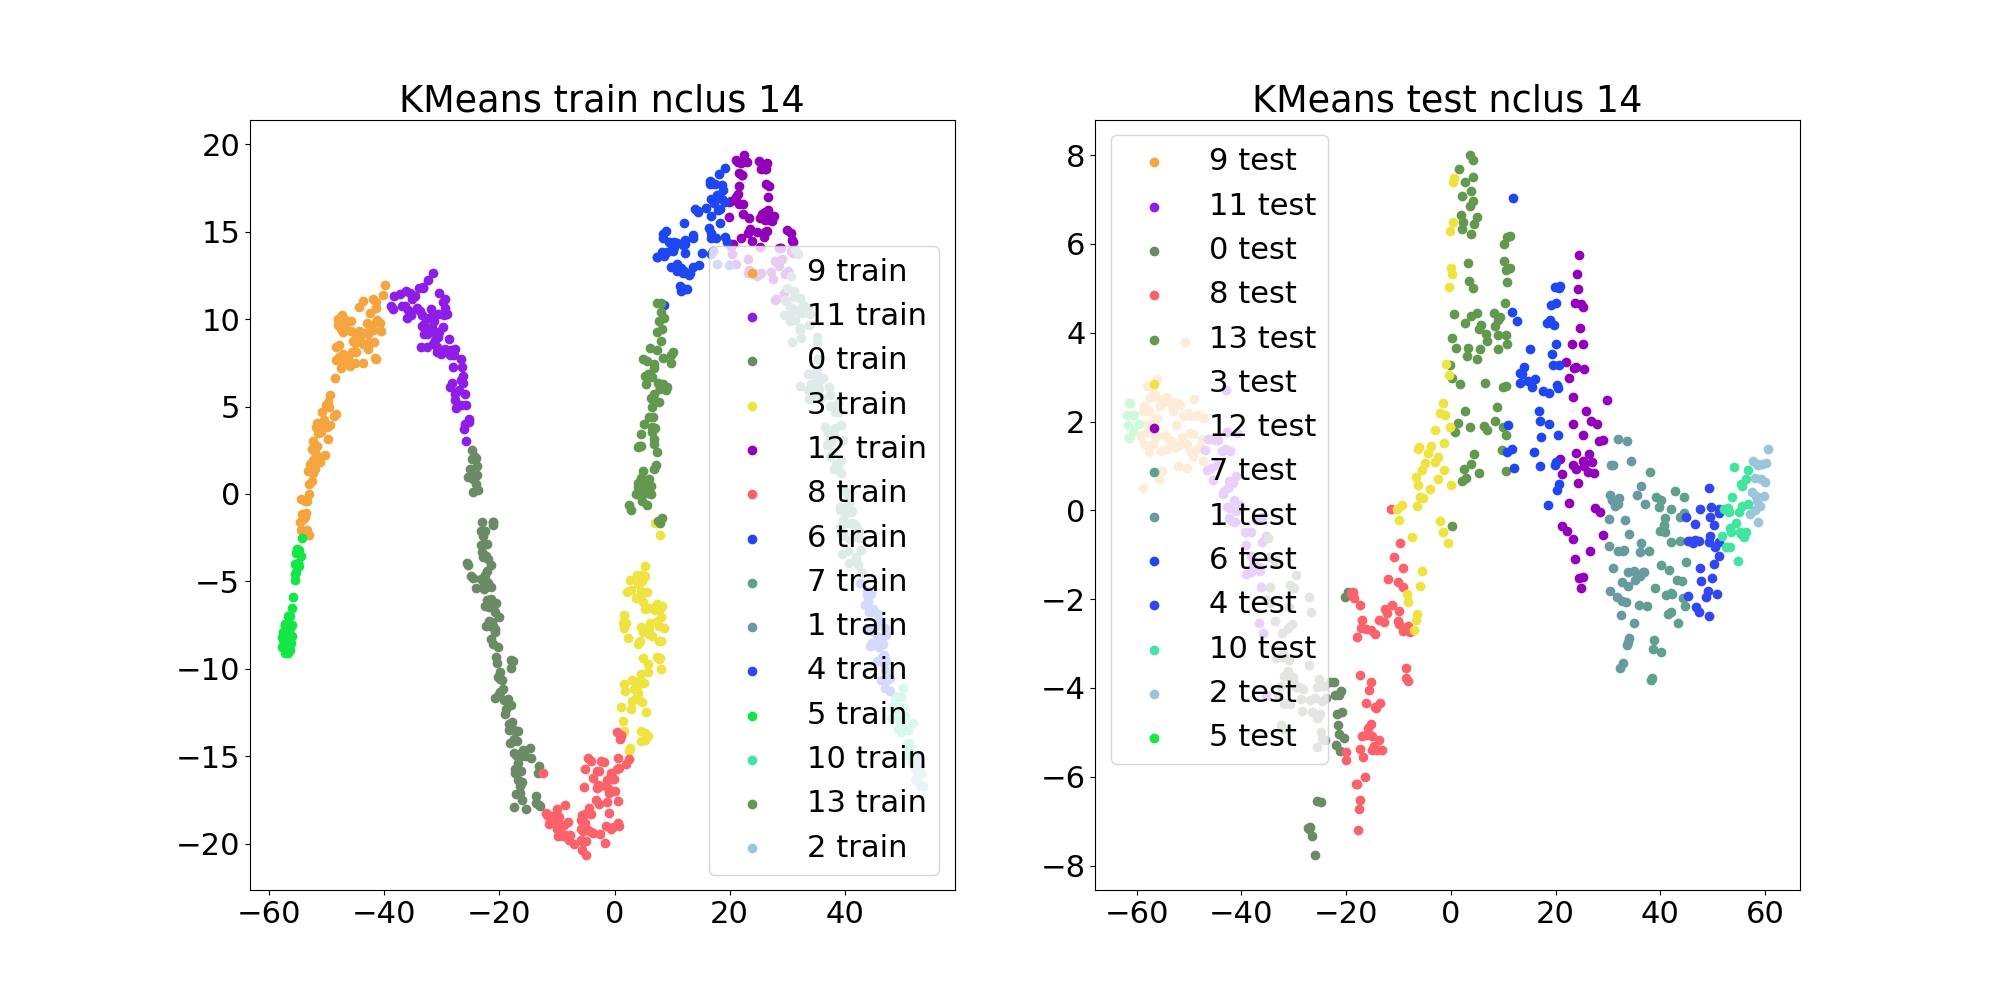 KMeans train nclus 14
20
15
10
5
0
−5
−10
−15
−20
−60 −40 −20 0 20 40
9 train
11 train
0 train
3 train
12 train
8 train
6 train
7 train
1 train
4 train
5 train
10 train
13 train
2 train
KMeans test nclus 14
8
6
4
2
0
−2
−4
−6
−8
−60 −40 −20 0 20 40 60
9 test
11 test
0 test
8 test
13 test
3 test
12 test
7 test
1 test
6 test
4 test
10 test
2 test
5 test